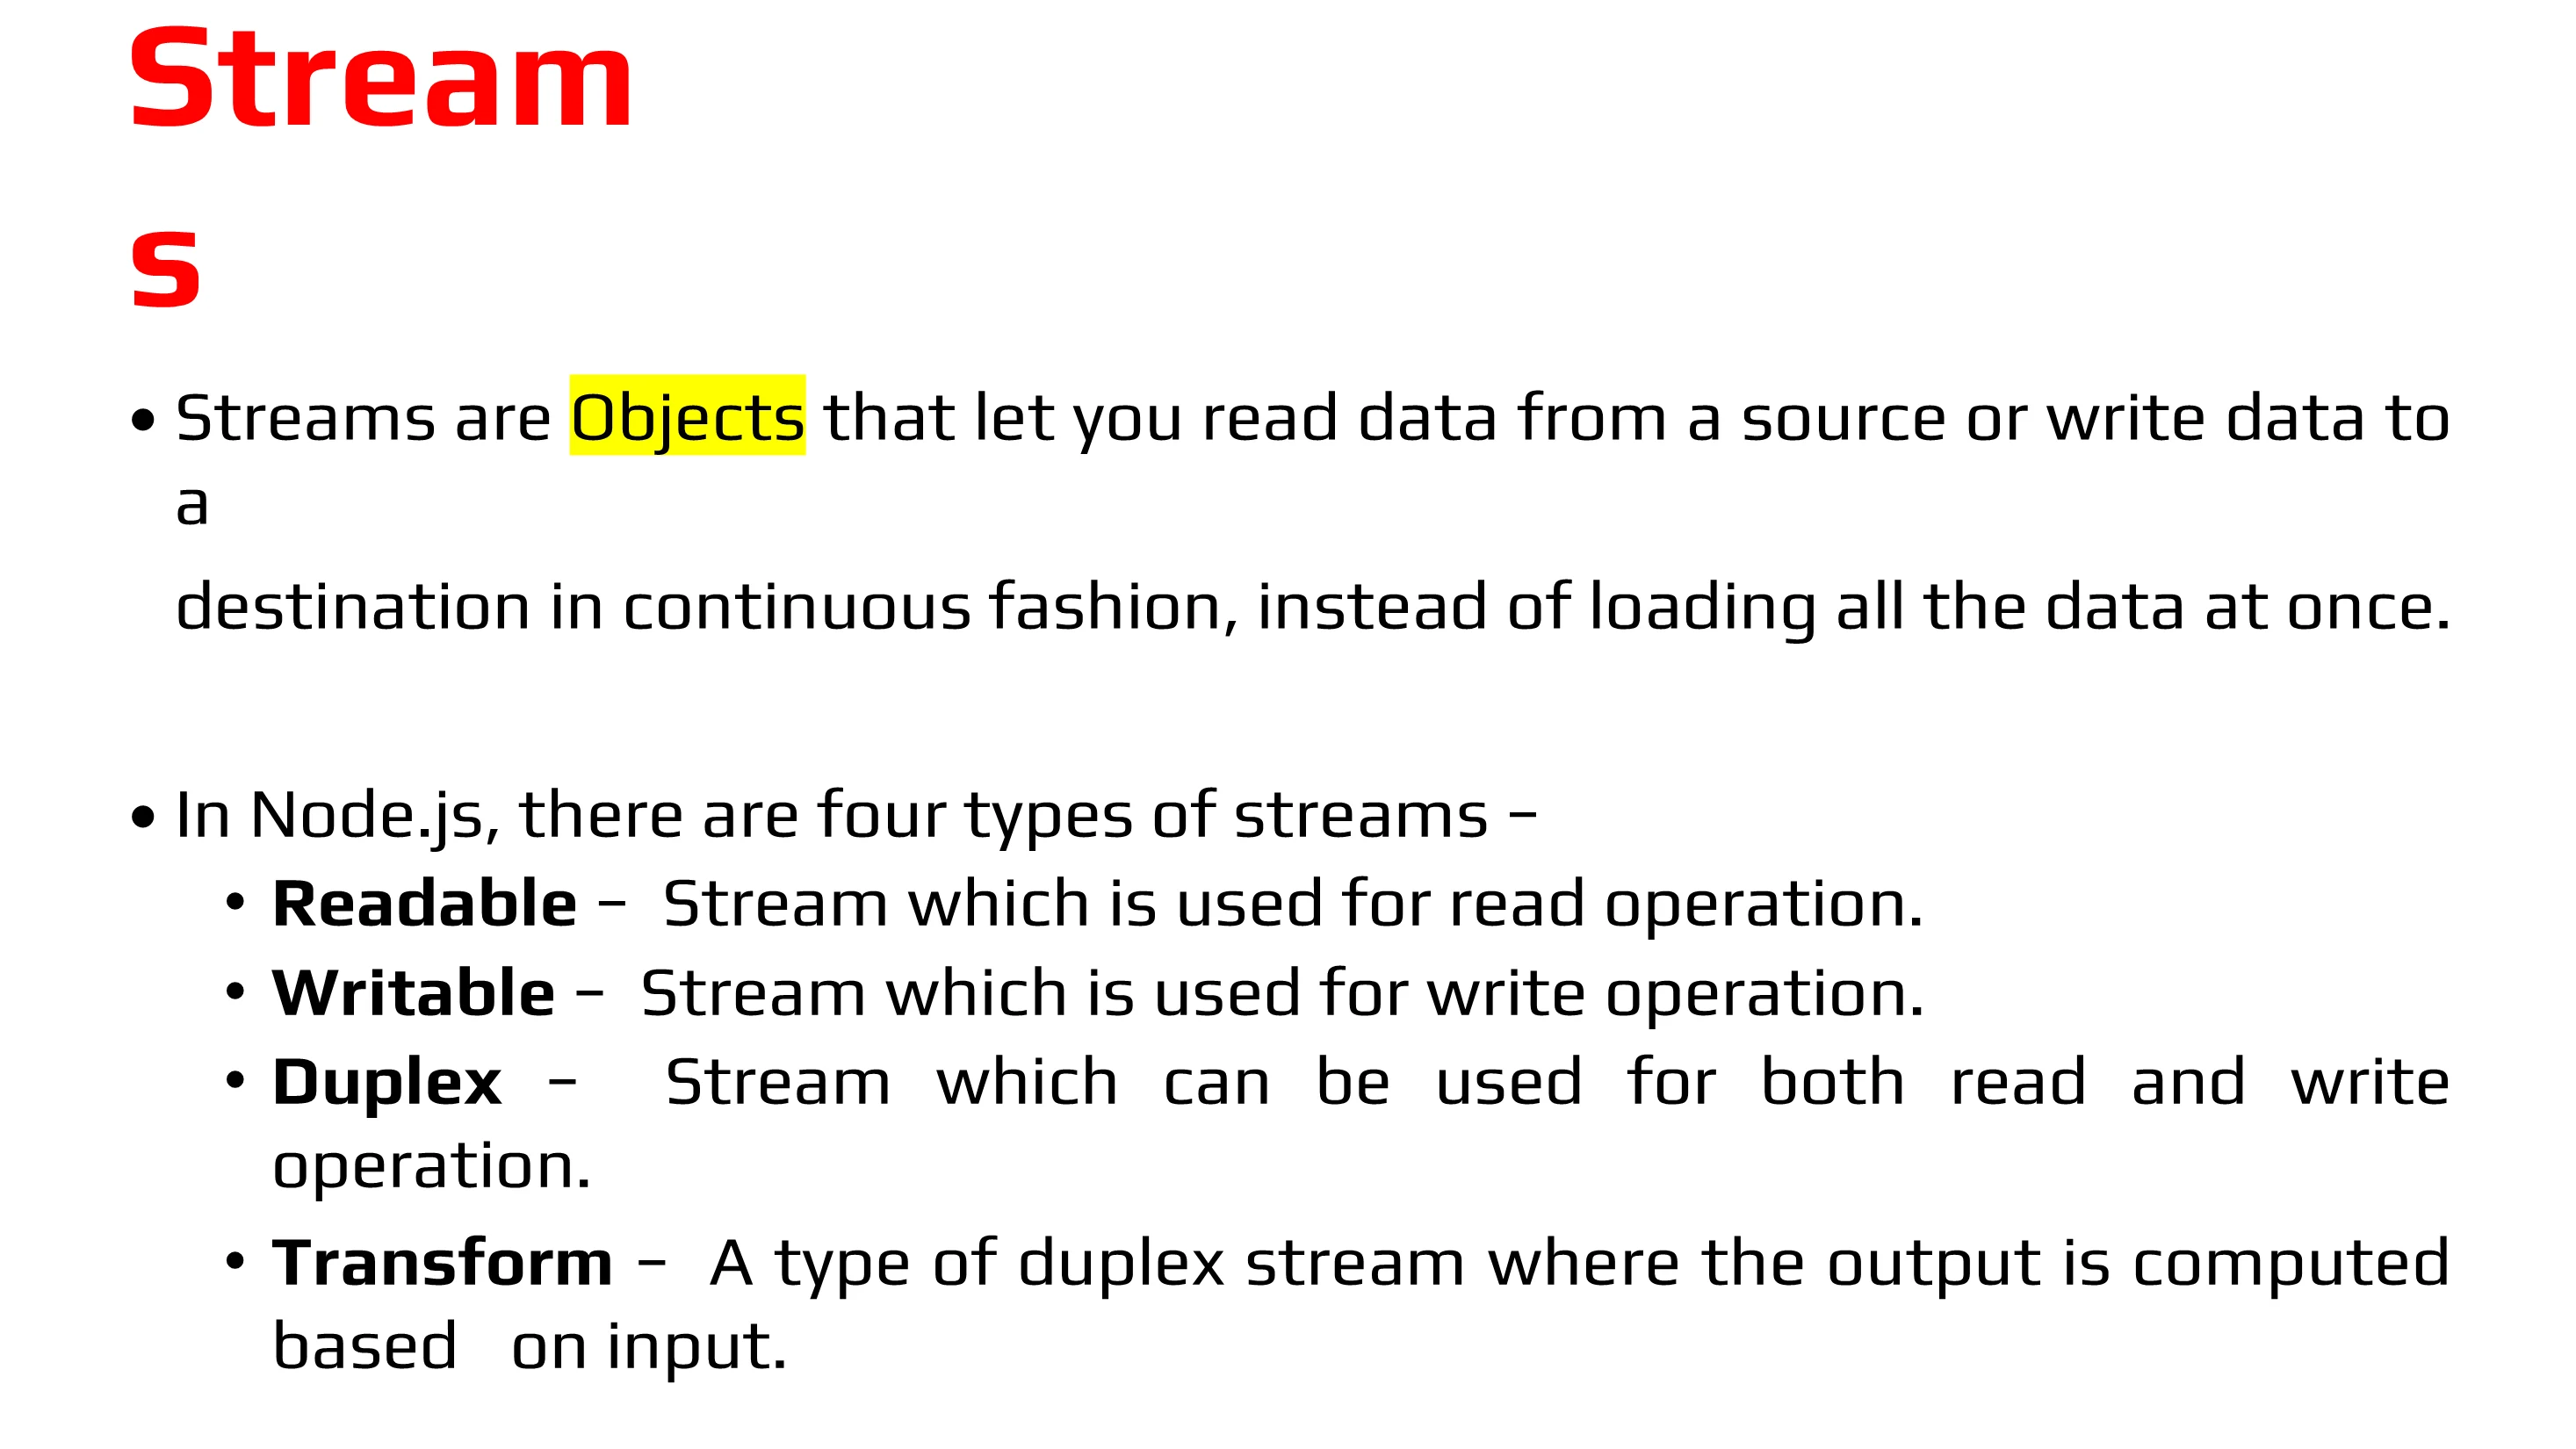 Stream
s
• Streams are Objects that let you read data from a source or write data to
a
destination in continuous fashion, instead of loading all the data at once.
• In Node.js, there are four types of streams –
• Readable – Stream which is used for read operation.
• Writable – Stream which is used for write operation.
• Duplex – Stream which can be used for both read and write
operation.
• Transform – A type of duplex stream where the output is computed
based on input.